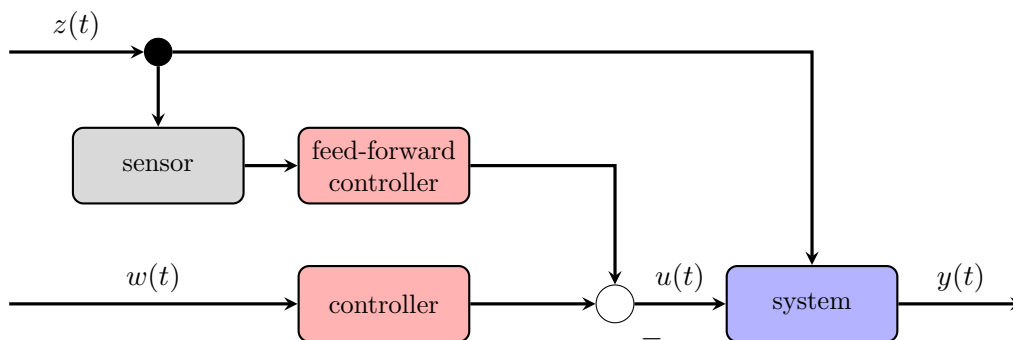 z(t)
sensor
feed-forward
controller
w(t)
controller
u(t)
system
y(t)
−